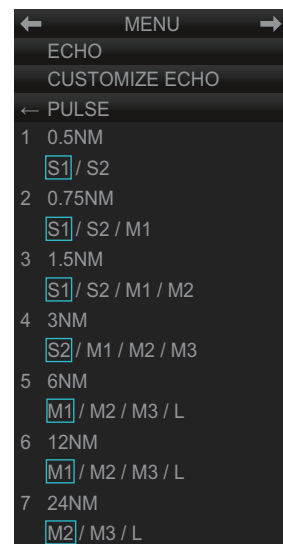 ← MENU →
ECHO
CUSTOMIZE ECHO
← PULSE
1 0.5NM
S1 / S2
2 0.75NM
S1 / S2 / M1
3 1.5NM
S1 / S2 / M1 / M2
4 3NM
S2 / M1 / M2 / M3
5 6NM
M1 / M2 / M3 / L
6 12NM
M1 / M2 / M3 / L
7 24NM
M2 / M3 / L